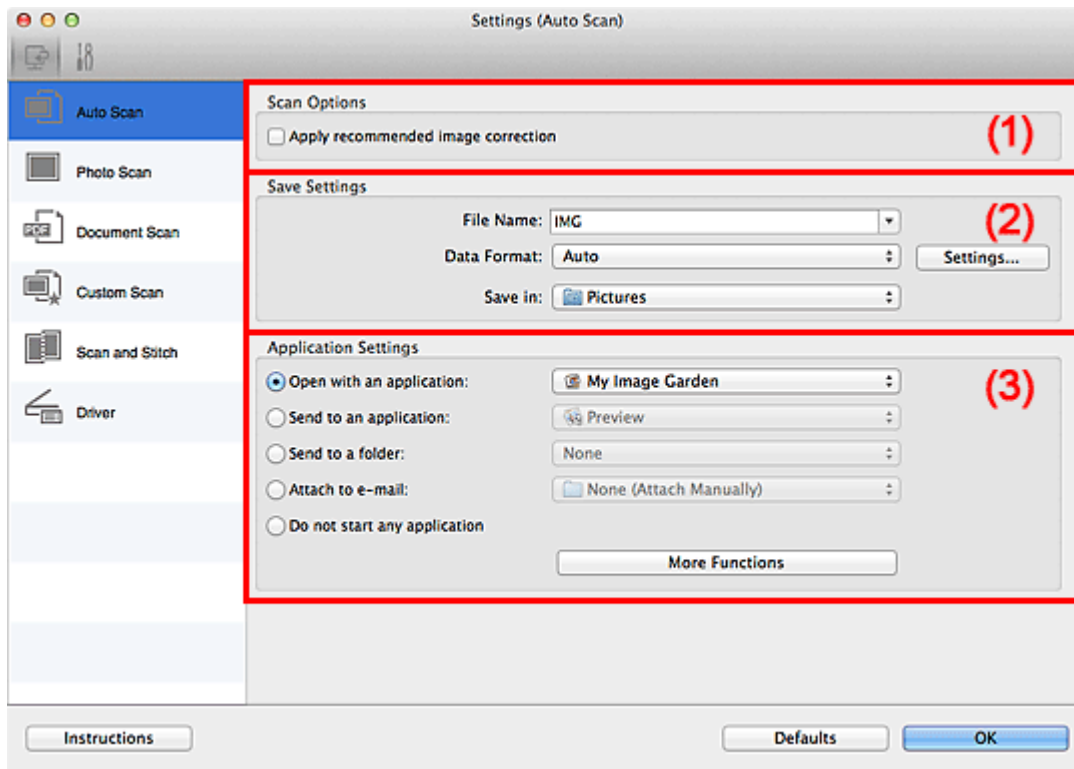 Settings (Auto Scan)
Auto Scan
Photo Scan
PDF
Document Scan
Custom Scan
Scan and Stitch
Driver
Scan Options
Apply recommended image correction
(1)
Save Settings
(2)
File Name: IMG
Data Format: Auto Settings...
Save in: Pictures
Application Settings
Open with an application: My Image Garden
(3)
Send to an application: Preview
Send to a folder: None
Attach to e-mail: None (Attach Manually)
Do not start any application
More Functions
Instructions Defaults OK